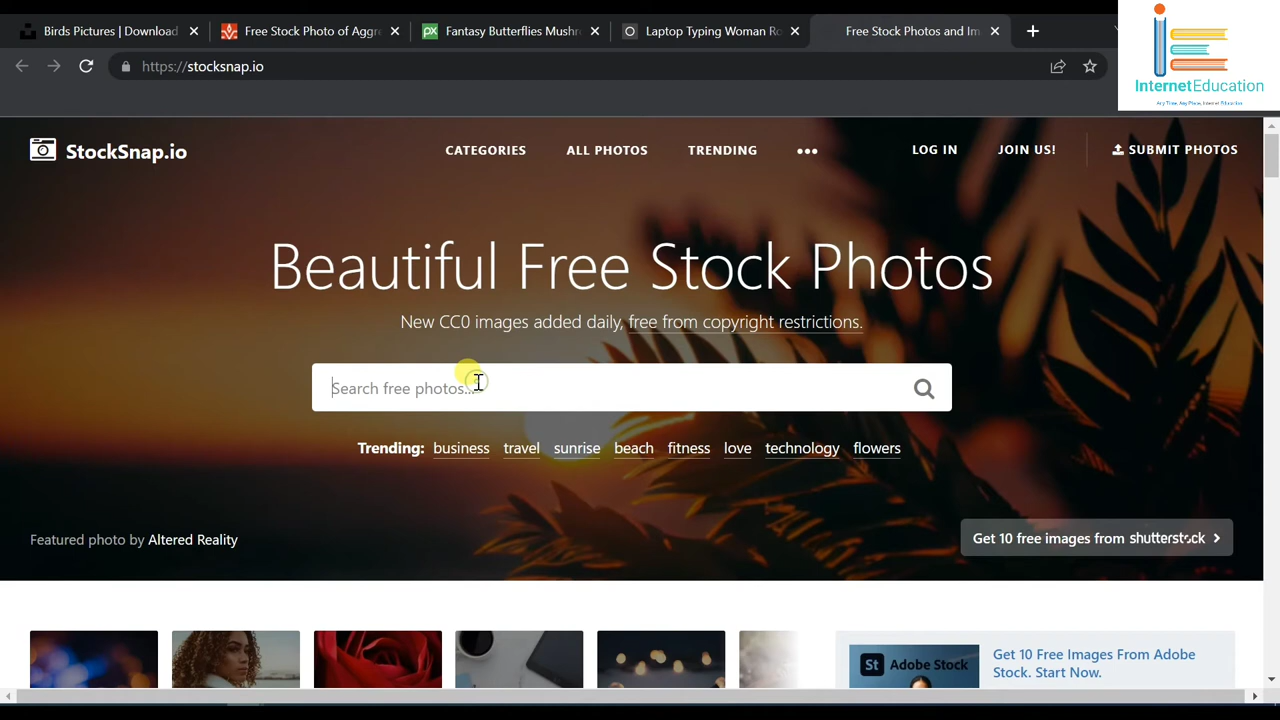 Birds Pictures | Download
Free Stock Photo of Aggre
Fantasy Butterflies Mushro
Laptop Typing Woman Ro
Free Stock Photos and Im
https://stocksnap.io
InternetEducation
StockSnap.io
CATEGORIES
ALL PHOTOS
TRENDING
LOG IN
JOIN US!
SUBMIT PHOTOS
Beautiful Free Stock Photos
New CC0 images added daily, free from copyright restrictions.
Search free photos...
Trending: business travel sunrise beach fitness love technology flowers
Featured photo by Altered Reality
Get 10 free images from shutterstock
St Adobe Stock
Get 10 Free Images From Adobe
Stock. Start Now.